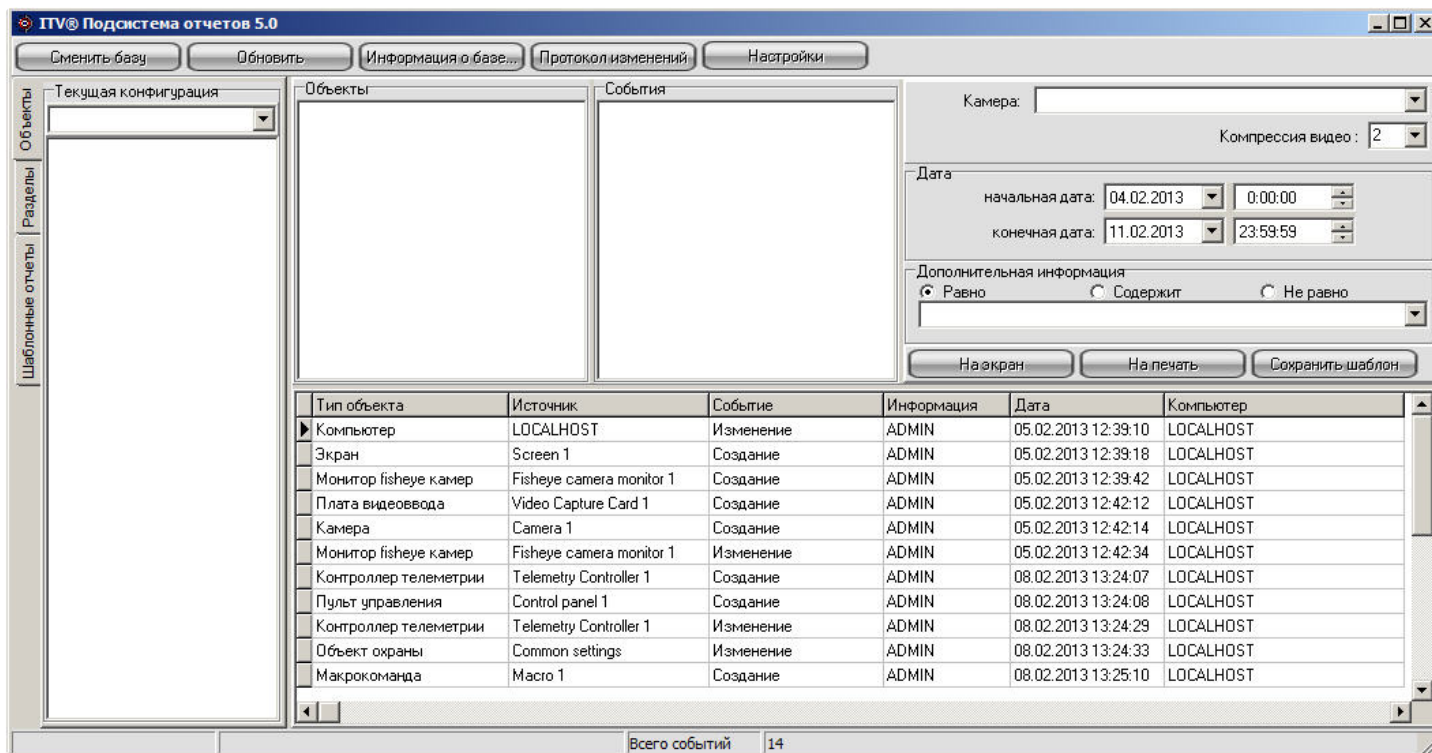 ITV® Подсистема отчетов 5.0
Сменить базу Обновить Информация о базе... Протокол изменений Настройки
Объекты
Разделы
Шаблонные отчеты
Текущая конфигурация
Объекты
События
Камера:
Компрессия видео : 2
Дата
начальная дата: 04.02.2013 0:00:00
конечная дата: 11.02.2013 23:59:59
Дополнительная информация
Равно Содержит Не равно
На экран На печать Сохранить шаблон
Тип объекта Источник Событие Информация Дата Компьютер
Компьютер LOCALHOST Изменение ADMIN 05.02.2013 12:39:10 LOCALHOST
Экран Screen 1 Создание ADMIN 05.02.2013 12:39:18 LOCALHOST
Монитор fisheye камер Fisheye camera monitor 1 Создание ADMIN 05.02.2013 12:39:42 LOCALHOST
Плата видеоввода Video Capture Card 1 Создание ADMIN 05.02.2013 12:42:12 LOCALHOST
Камера Camera 1 Создание ADMIN 05.02.2013 12:42:14 LOCALHOST
Монитор fisheye камер Fisheye camera monitor 1 Изменение ADMIN 05.02.2013 12:42:34 LOCALHOST
Контроллер телеметрии Telemetry Controller 1 Создание ADMIN 08.02.2013 13:24:07 LOCALHOST
Пульт управления Control panel 1 Создание ADMIN 08.02.2013 13:24:08 LOCALHOST
Контроллер телеметрии Telemetry Controller 1 Изменение ADMIN 08.02.2013 13:24:29 LOCALHOST
Объект охраны Common settings Изменение ADMIN 08.02.2013 13:24:33 LOCALHOST
Макрокоманда Macro 1 Создание ADMIN 08.02.2013 13:25:10 LOCALHOST
Всего событий 14